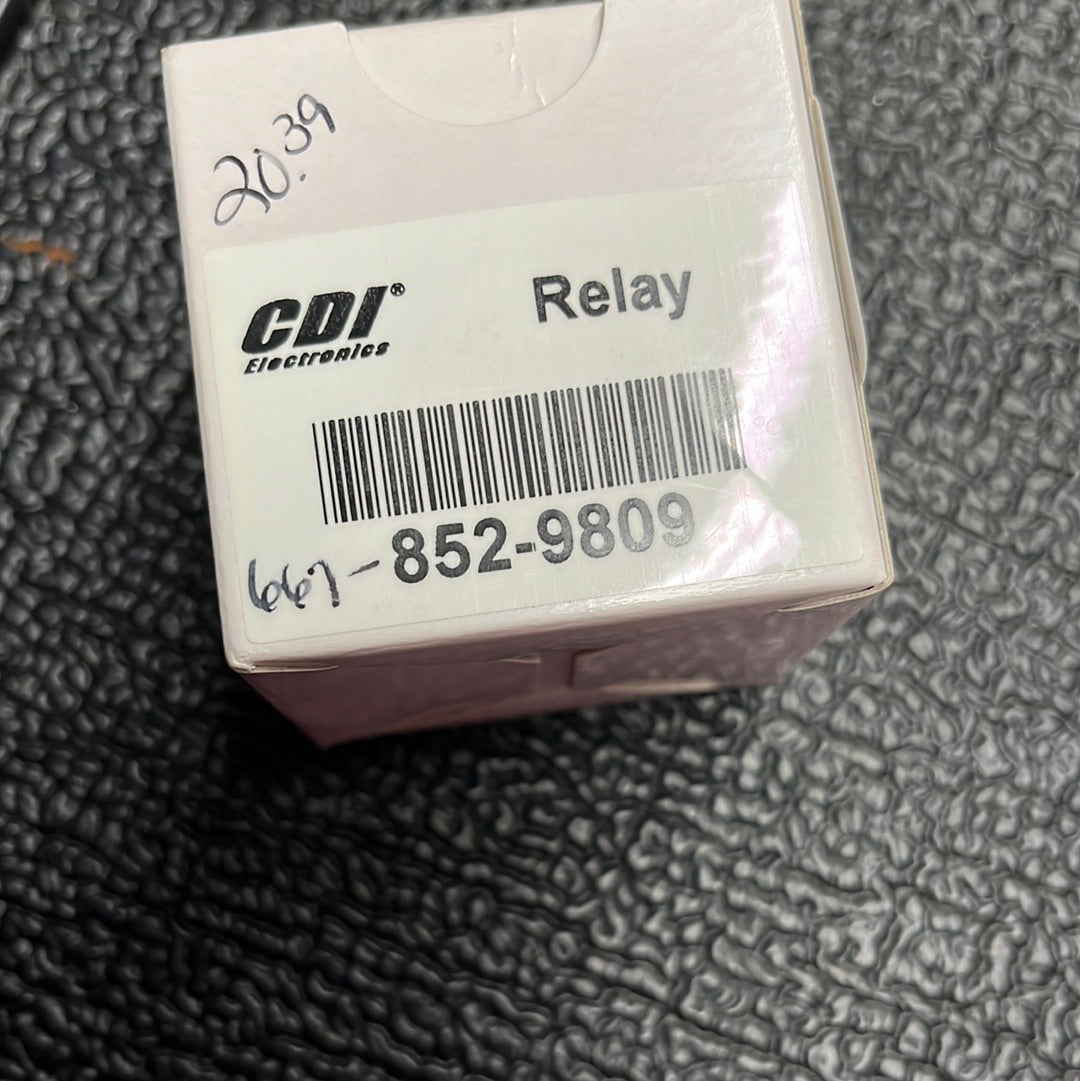 20.39
CDI®
Electronics
Relay
667-852-9809